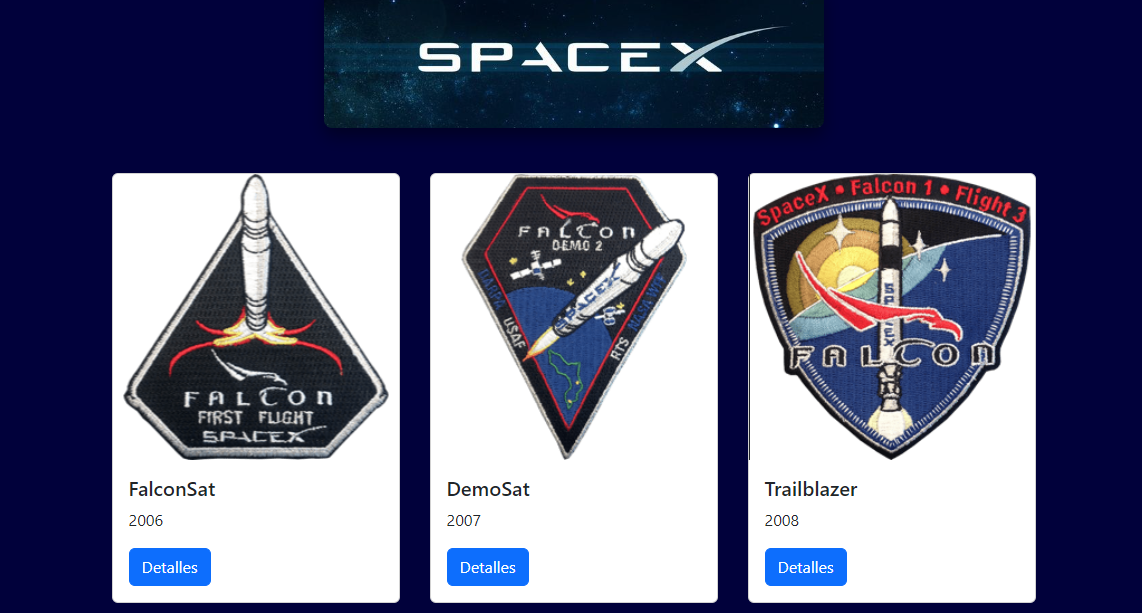 SPACEX
FALCON
FIRST FLIGHT
SPACEX
FALCON
DEMO 2
DARPA
USAF
SPACEX
RTS
NASA WFF
SpaceX • Falcon 1 • Flight 3
SPACEX
FALCON
FalconSat
DemoSat
Trailblazer
2006
2007
2008
Detalles
Detalles
Detalles